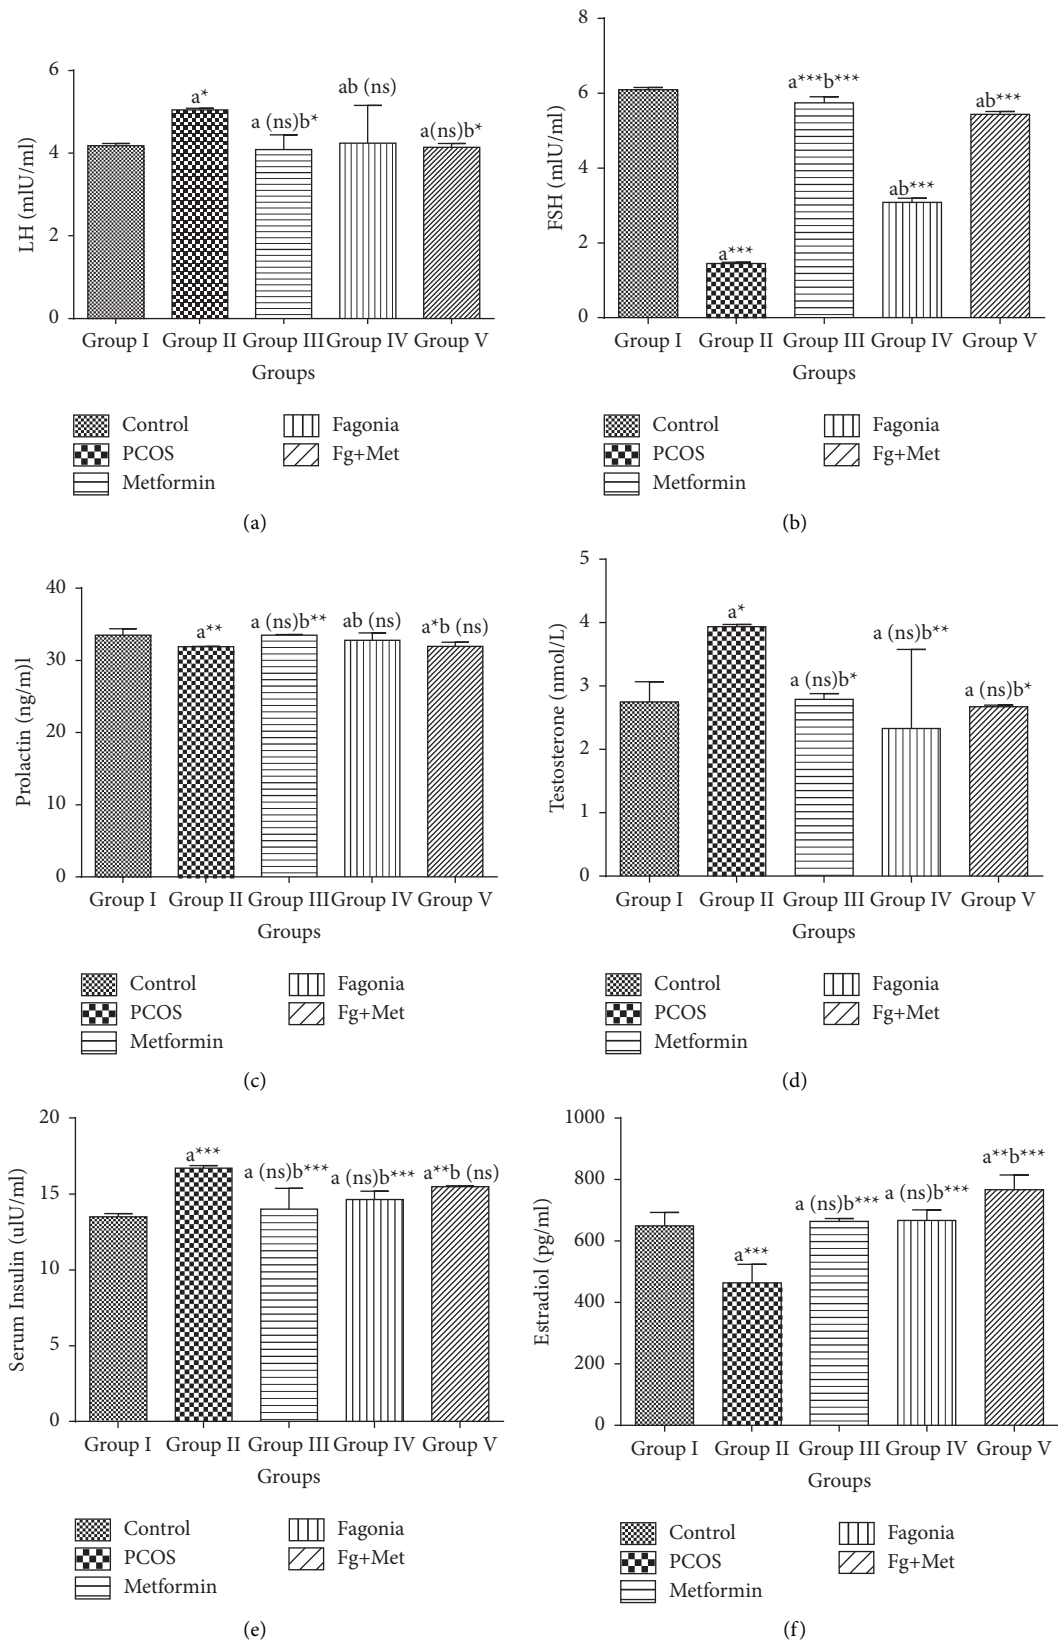 6
4
2
0
LH (mlU/ml)
a*
a (ns)b*
ab (ns)
a(ns)b*
Group I Group II Group III Group IV Group V
Groups
Control
PCOS
Metformin
Fagonia
Fg+Met
(a)
8
6
4
2
0
FSH (mlU/ml)
a***
a***b***
ab***
ab***
Group I Group II Group III Group IV Group V
Groups
Control
PCOS
Metformin
Fagonia
Fg+Met
(b)
40
30
20
10
0
Prolactin (ng/m)l
a**
a (ns)b**
ab (ns)
a*b (ns)
Group I Group II Group III Group IV Group V
Groups
Control
PCOS
Metformin
Fagonia
Fg+Met
(c)
5
4
3
2
1
0
Testosterone (nmol/L)
a*
a (ns)b*
a (ns)b**
a (ns)b*
Group I Group II Group III Group IV Group V
Groups
Control
PCOS
Metformin
Fagonia
Fg+Met
(d)
20
15
10
5
0
Serum Insulin (ulU/ml)
a***
a (ns)b***
a (ns)b***
a**b (ns)
Group I Group II Group III Group IV Group V
Groups
Control
PCOS
Metformin
Fagonia
Fg+Met
(e)
1000
800
600
400
200
0
Estradiol (pg/ml)
a***
a (ns)b***
a (ns)b***
a**b***
Group I Group II Group III Group IV Group V
Groups
Control
PCOS
Metformin
Fagonia
Fg+Met
(f)